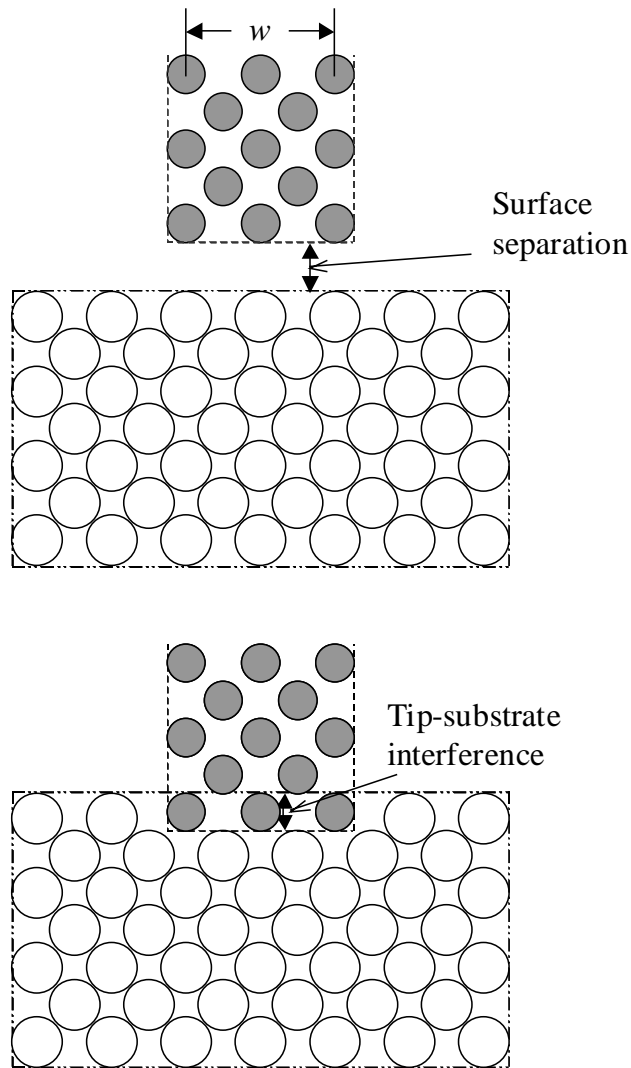 w
Surface
separation
Tip-substrate
interference